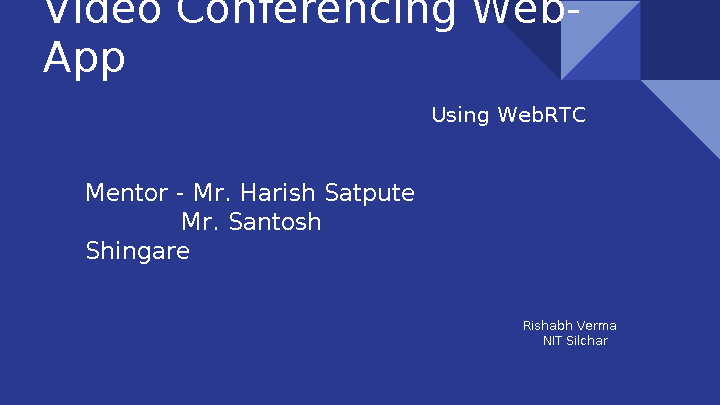 Video Conferencing Web-
App
Using WebRTC
Mentor - Mr. Harish Satpute
Mr. Santosh
Shingare
Rishabh Verma
NIT Silchar